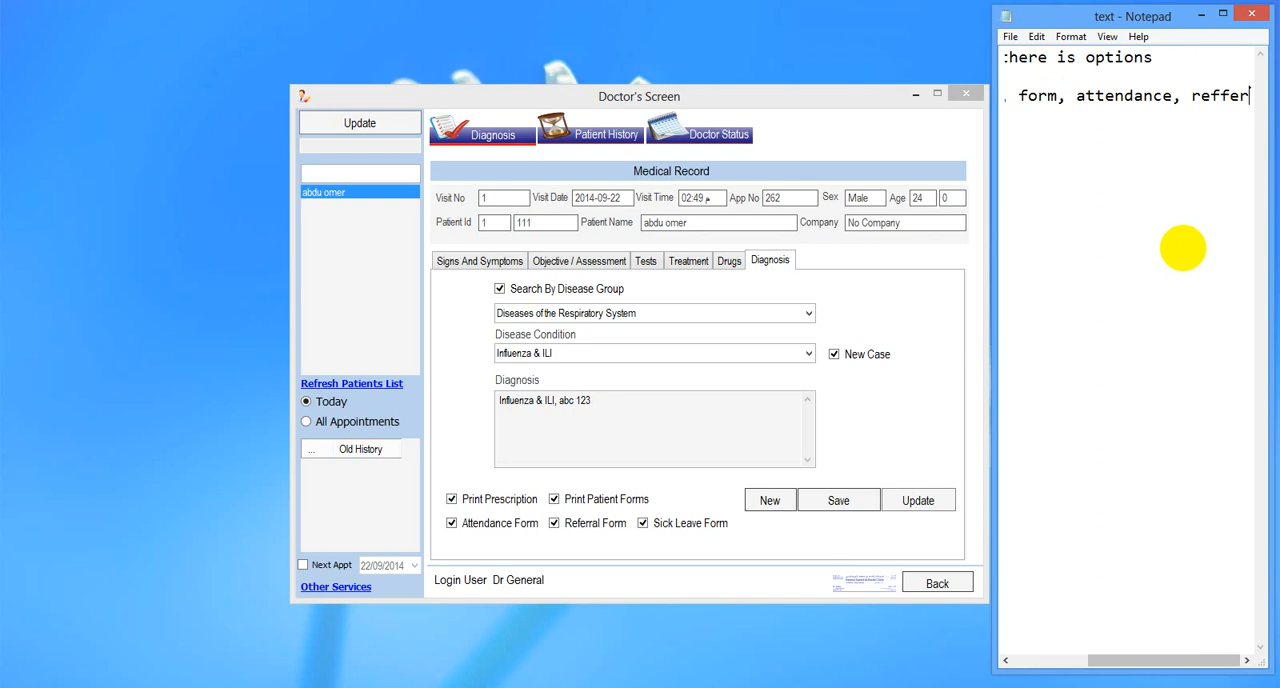 text - Notepad
File Edit Format View Help
:here is options
form, attendance, reffer
Doctor's Screen
Update
abdu omer
Refresh Patients List
Today
All Appointments
... Old History
Next Appt 22/09/2014
Other Services
Diagnosis Patient History Doctor Status
Medical Record
Visit No 1 Visit Date 2014-09-22 Visit Time 02:49 م App No 262 Sex Male Age 24 0
Patient Id 1 111 Patient Name abdu omer Company No Company
Signs And Symptoms Objective / Assessment Tests Treatment Drugs Diagnosis
Search By Disease Group
Diseases of the Respiratory System
Disease Condition
Influenza & ILI New Case
Diagnosis
Influenza & ILI, abc 123
Print Prescription Print Patient Forms New Save Update
Attendance Form Referral Form Sick Leave Form
Login User Dr General Back